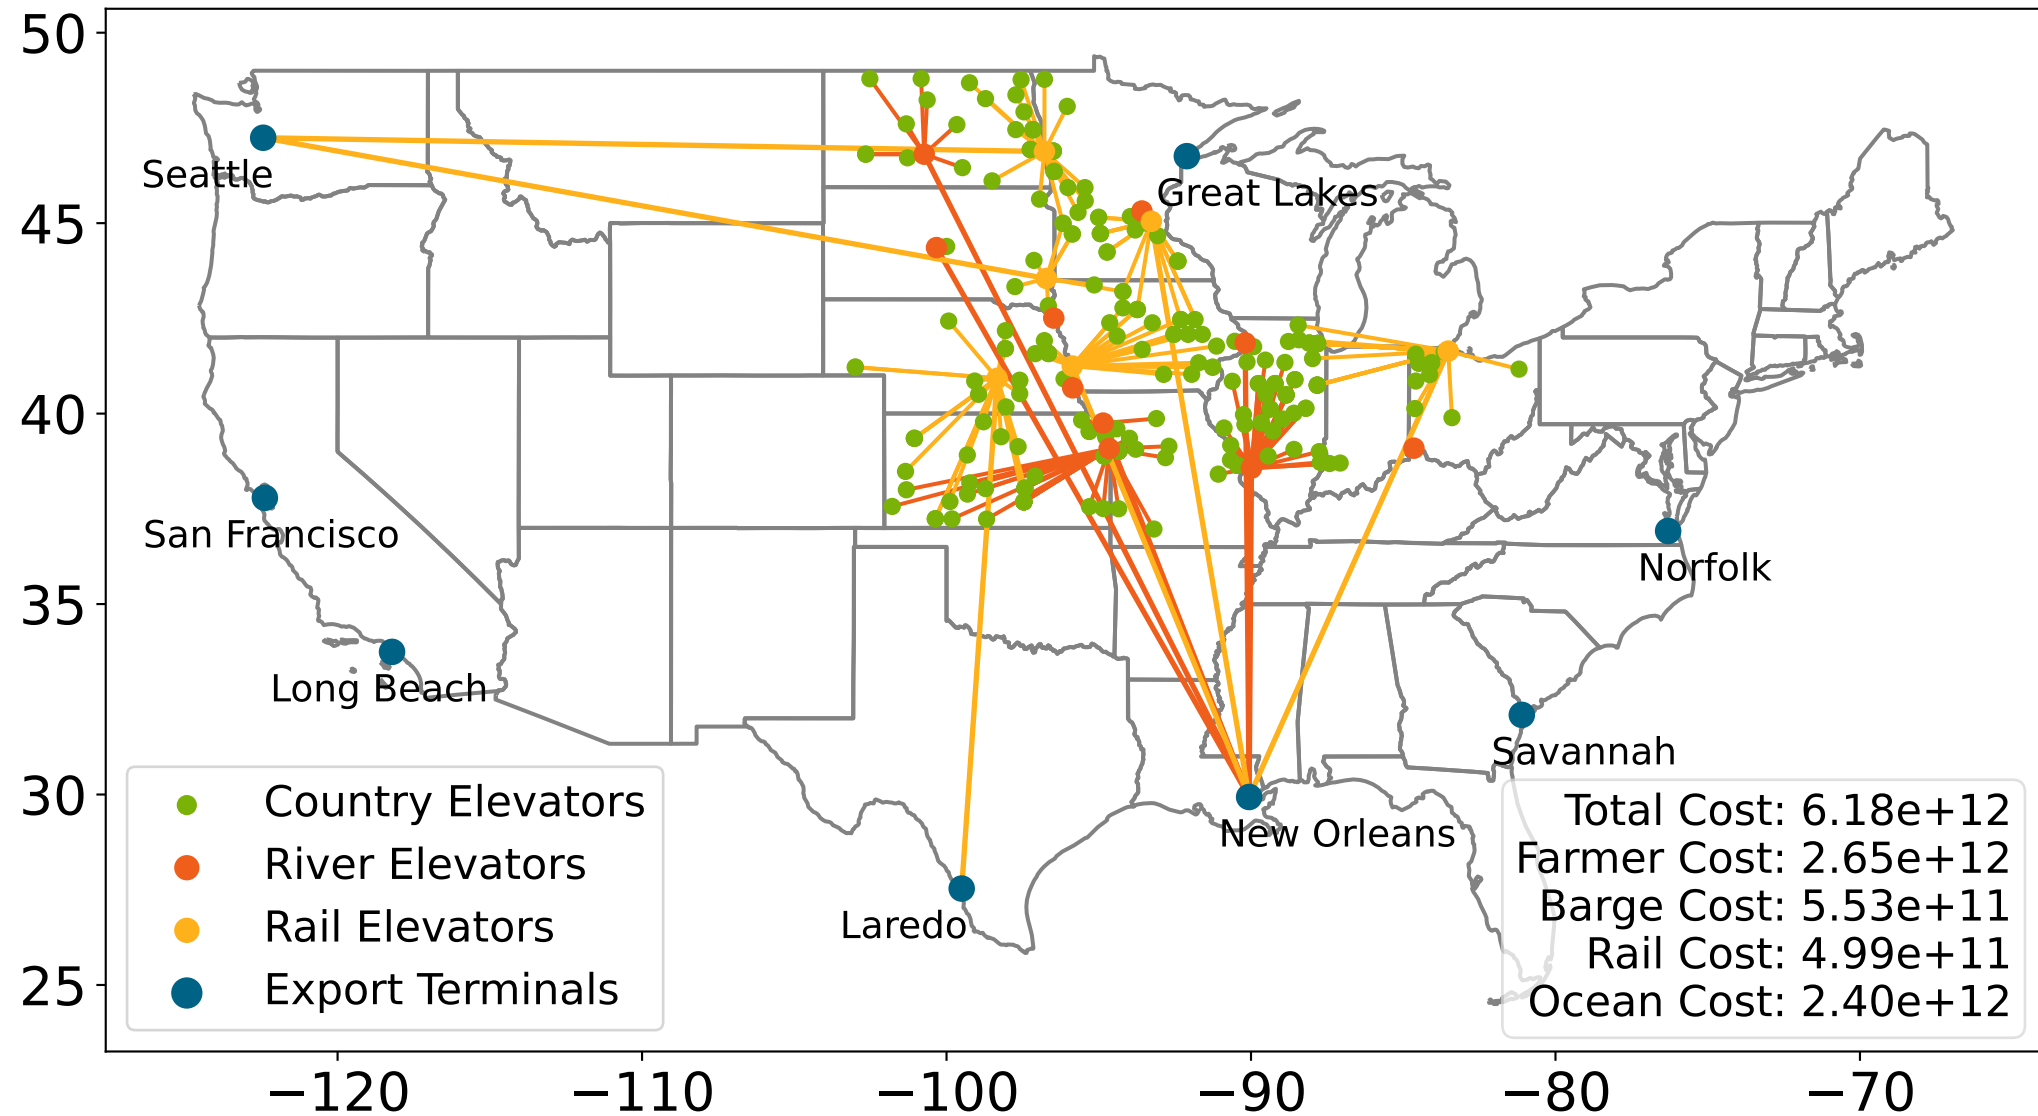 50
45
40
35
30
25
Seattle
Great Lakes
San Francisco
Norfolk
Long Beach
Savannah
New Orleans
Laredo
Country Elevators
River Elevators
Rail Elevators
Export Terminals
Total Cost: 6.18e+12
Farmer Cost: 2.65e+12
Barge Cost: 5.53e+11
Rail Cost: 4.99e+11
Ocean Cost: 2.40e+12
−120 −110 −100 −90 −80 −70